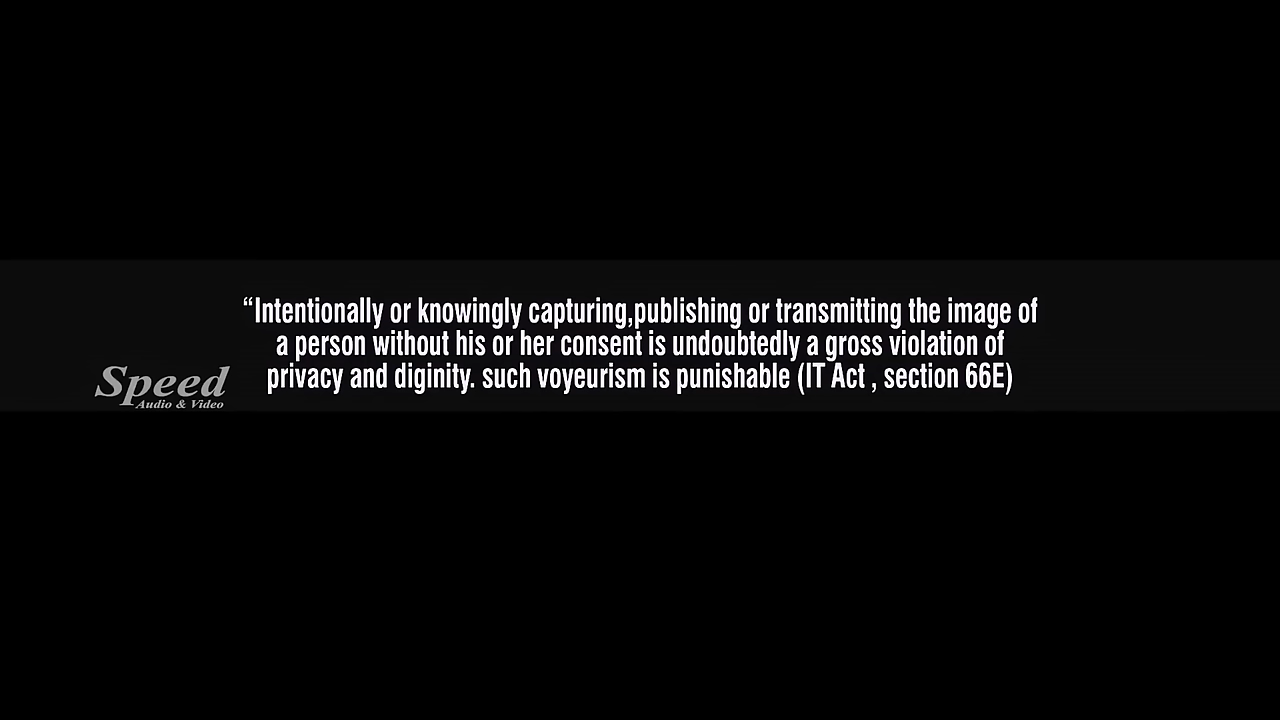 “Intentionally or knowingly capturing,publishing or transmitting the image of
a person without his or her consent is undoubtedly a gross violation of
privacy and diginity. such voyeurism is punishable (IT Act , section 66E)
Speed
Audio & Video